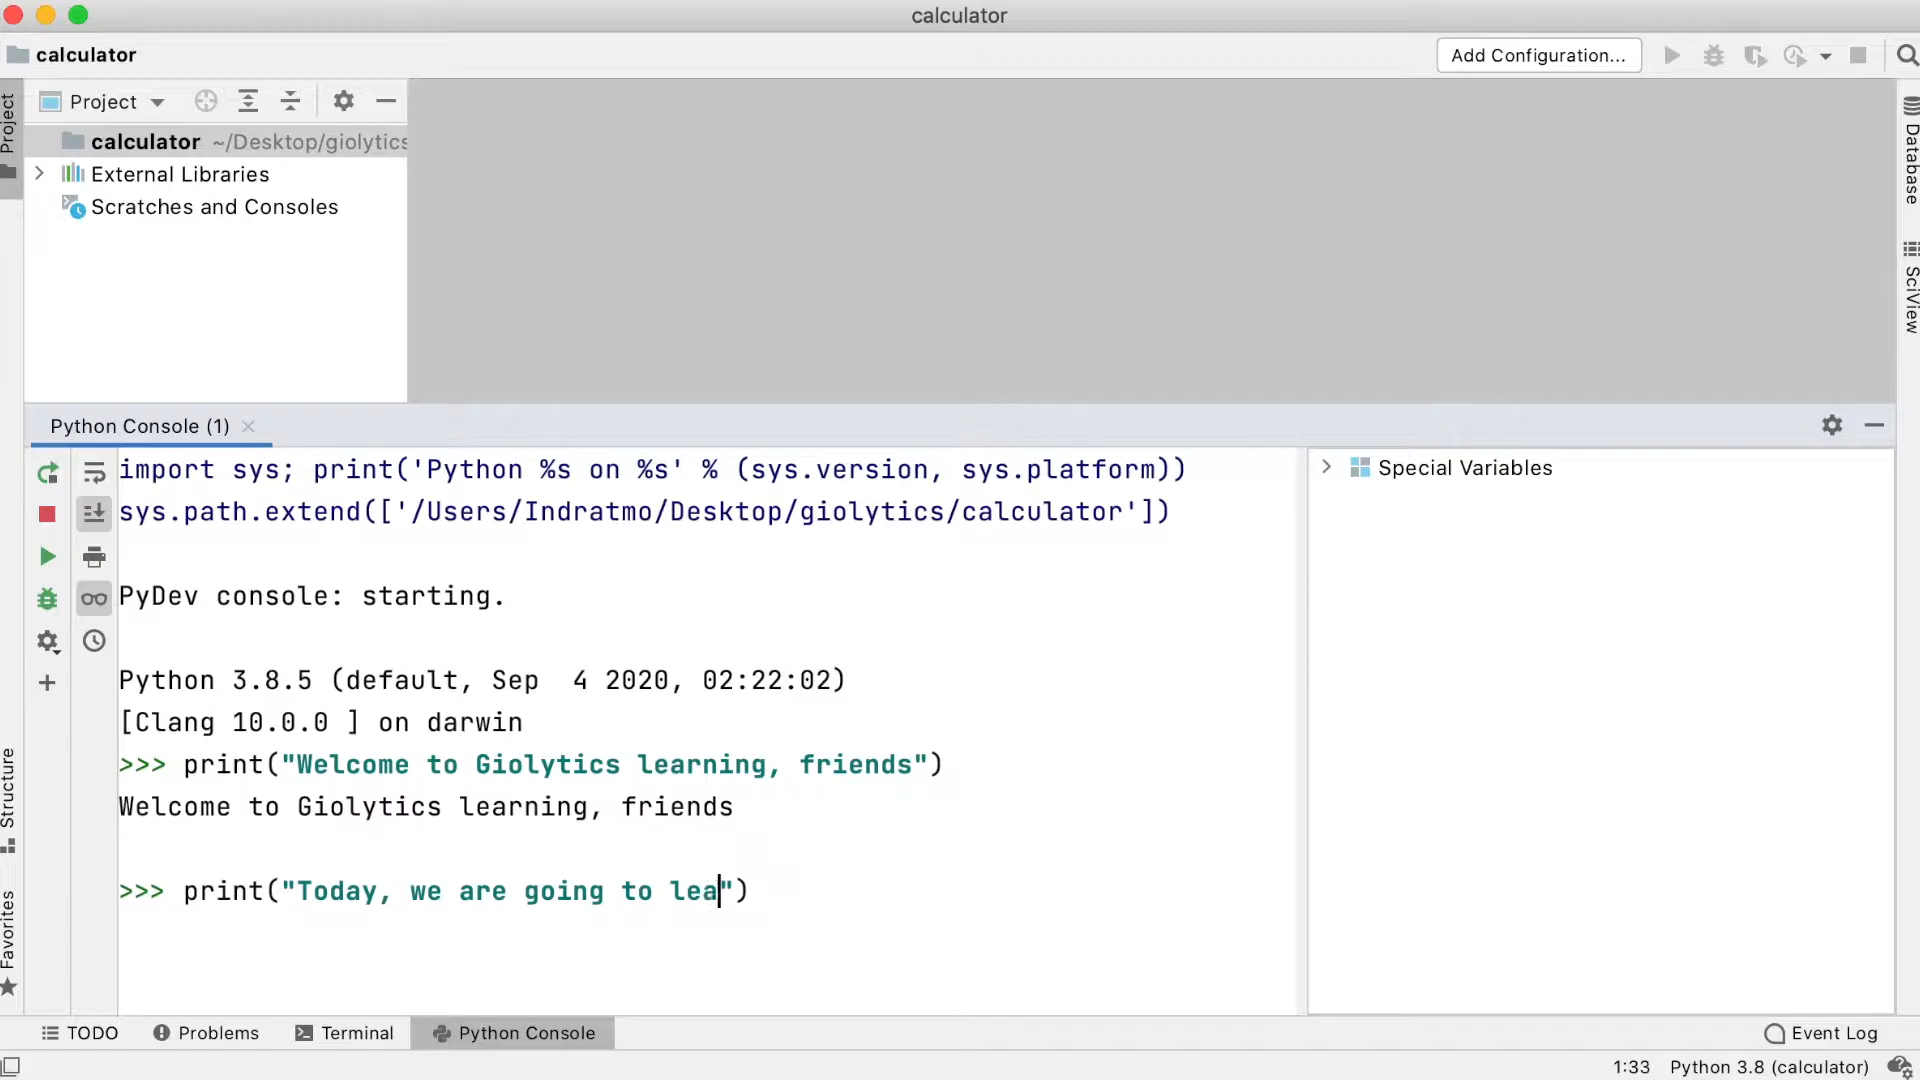 calculator
calculator
Add Configuration...
Project
Project
calculator ~/Desktop/giolytics
External Libraries
Scratches and Consoles
Database
SciView
Python Console (1)
import sys; print('Python %s on %s' % (sys.version, sys.platform))
sys.path.extend(['/Users/Indratmo/Desktop/giolytics/calculator'])
Special Variables
PyDev console: starting.
Python 3.8.5 (default, Sep  4 2020, 02:22:02)
[Clang 10.0.0 ] on darwin
>>> print("Welcome to Giolytics learning, friends")
Welcome to Giolytics learning, friends
>>> print("Today, we are going to lea")
Structure
Favorites
TODO
Problems
Terminal
Python Console
Event Log
1:33
Python 3.8 (calculator)